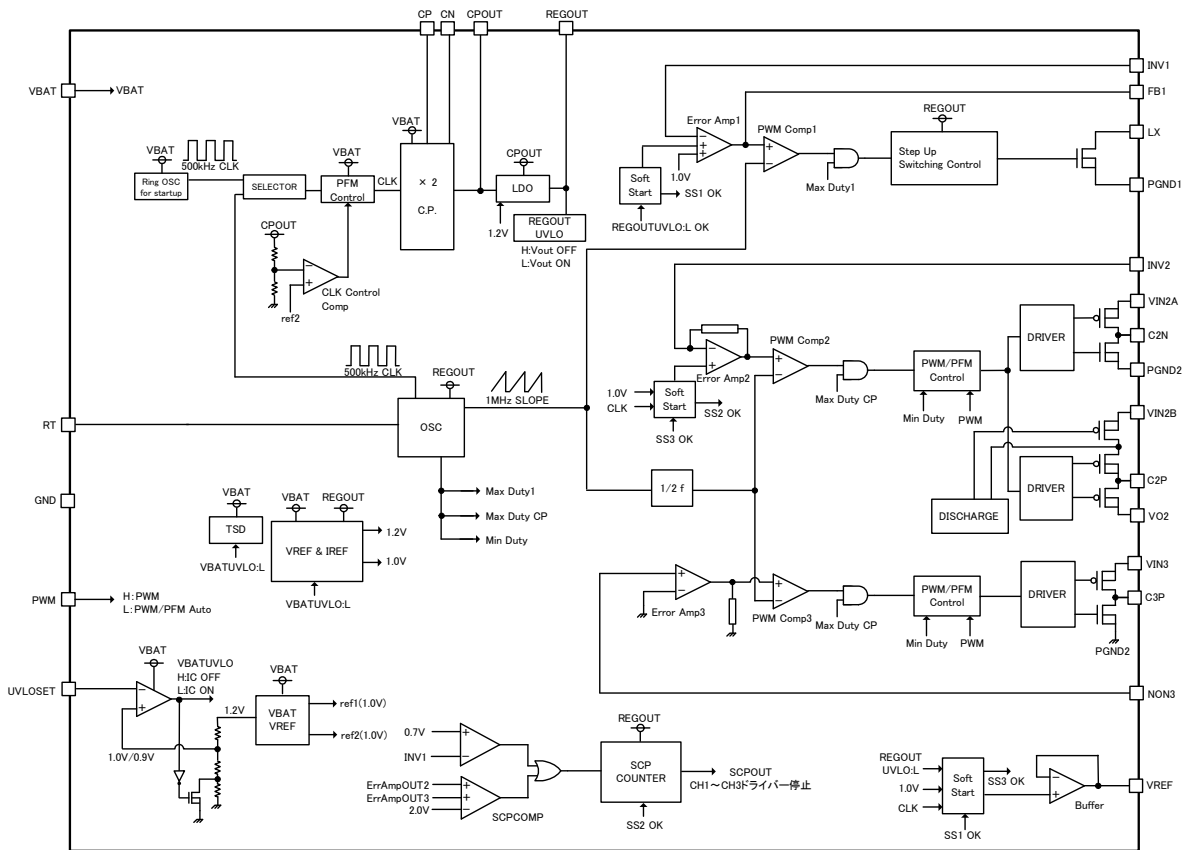 CP
CN
CPOUT
REGOUT
VBAT
VBAT
VBAT
500kHz CLK
Ring OSC
for startup
SELECTOR
VBAT
PFM
Control
CLK
VBAT
× 2
C.P.
CPOUT
LDO
1.2V
REGOUT
UVLO
H:Vout OFF
L:Vout ON
CPOUT
ref2
CLK Control
Comp
INV1
FB1
Error Amp1
1.0V
Soft
Start
SS1 OK
REGOUTUVLO:L OK
PWM Comp1
Max Duty1
REGOUT
Step Up
Switching Control
LX
PGND1
INV2
Error Amp2
1.0V
CLK
Soft
Start
SS2 OK
SS3 OK
PWM Comp2
Max Duty CP
PWM/PFM
Control
Min Duty
PWM
DRIVER
VIN2A
C2N
PGND2
VIN2B
DRIVER
C2P
VO2
DISCHARGE
500kHz CLK
REGOUT
1MHz SLOPE
RT
OSC
1/2 f
Max Duty1
Max Duty CP
Min Duty
GND
VBAT
TSD
VBATUVLO:L
VBAT
REGOUT
VREF & IREF
1.2V
1.0V
VBATUVLO:L
PWM
H:PWM
L:PWM/PFM Auto
Error Amp3
PWM Comp3
Max Duty CP
PWM/PFM
Control
Min Duty
PWM
DRIVER
VIN3
C3P
PGND2
NON3
UVLOSET
VBAT
VBATUVLO
H:IC OFF
L:IC ON
1.0V/0.9V
1.2V
VBAT
VBAT
VREF
ref1(1.0V)
ref2(1.0V)
0.7V
INV1
ErrAmpOUT2
ErrAmpOUT3
2.0V
SCPCOMP
REGOUT
SCP
COUNTER
SS2 OK
SCPOUT
CH1～CH3ドライバー停止
REGOUT
UVLO:L
1.0V
CLK
Soft
Start
SS3 OK
SS1 OK
Buffer
VREF